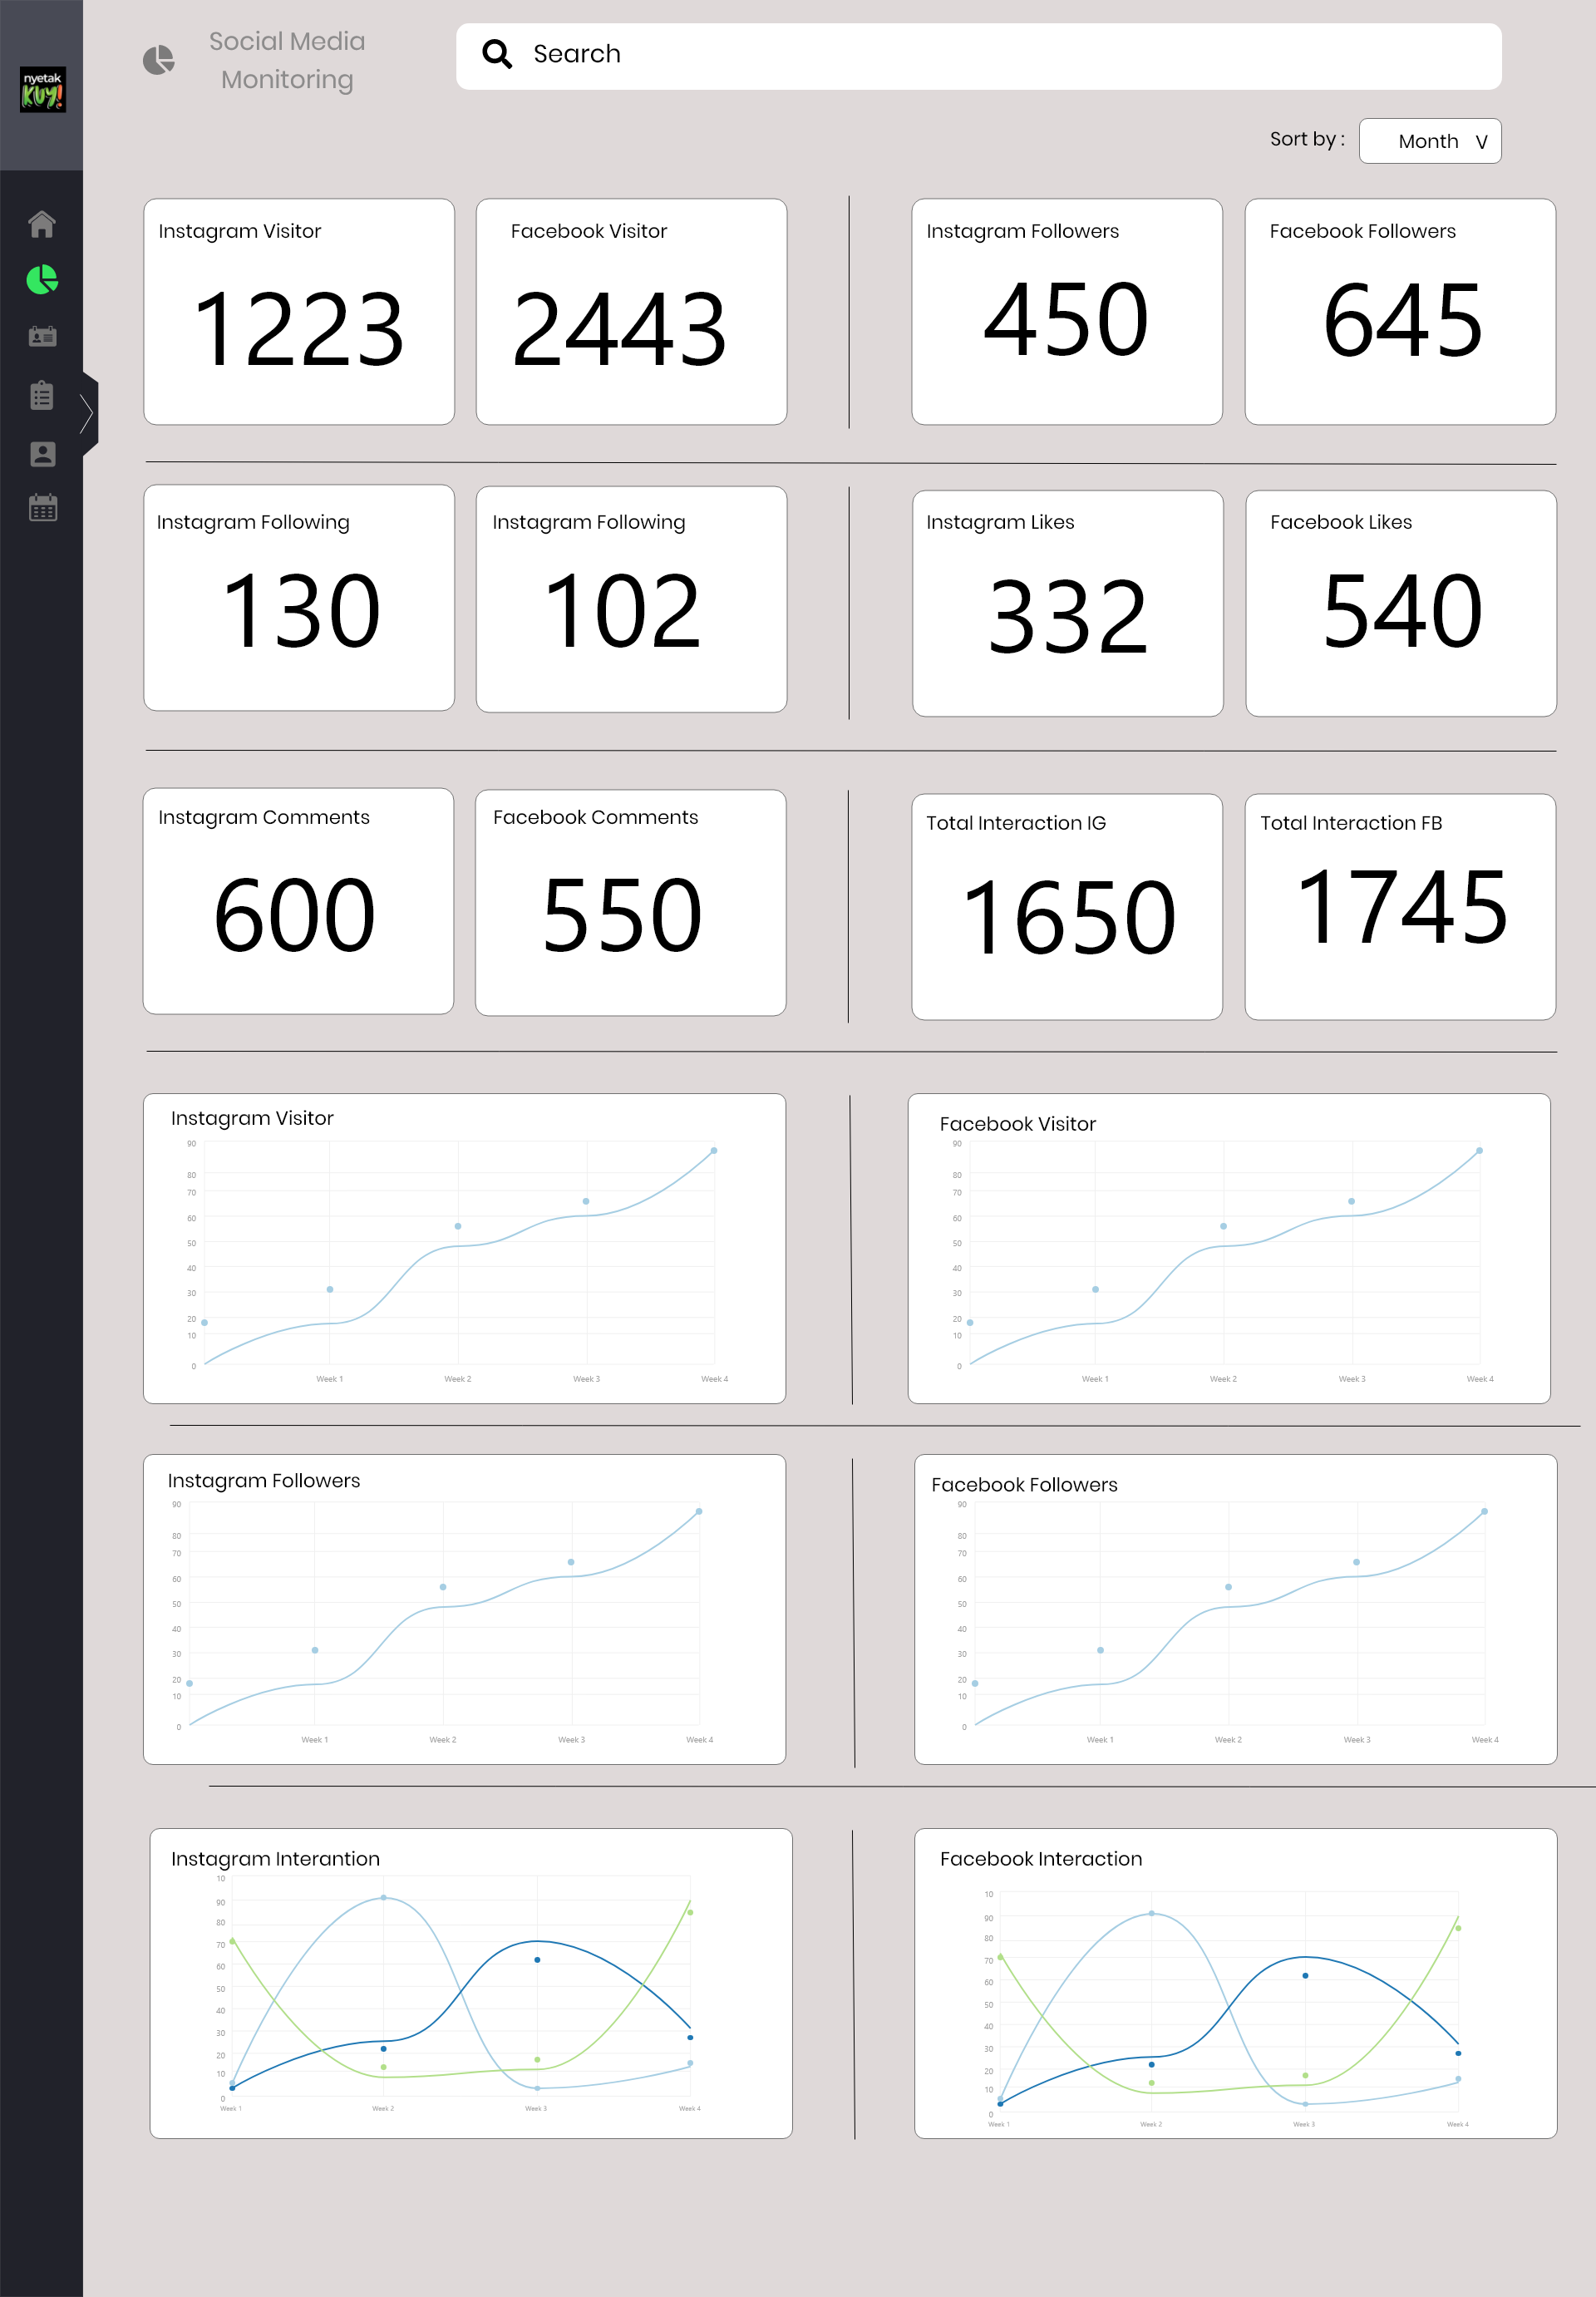 nyetak
KUY!
Social Media
Monitoring
Search
Sort by :
Month V
Instagram Visitor
1223
Facebook Visitor
2443
Instagram Followers
450
Facebook Followers
645
Instagram Following
130
Instagram Following
102
Instagram Likes
332
Facebook Likes
540
Instagram Comments
600
Facebook Comments
550
Total Interaction IG
1650
Total Interaction FB
1745
Instagram Visitor
90
80
70
60
50
40
30
20
10
0
Week 1 Week 2 Week 3 Week 4
Facebook Visitor
90
80
70
60
50
40
30
20
10
0
Week 1 Week 2 Week 3 Week 4
Instagram Followers
90
80
70
60
50
40
30
20
10
0
Week 1 Week 2 Week 3 Week 4
Facebook Followers
90
80
70
60
50
40
30
20
10
0
Week 1 Week 2 Week 3 Week 4
Instagram Interantion
10
90
80
70
60
50
40
30
20
10
0
Week 1 Week 2 Week 3 Week 4
Facebook Interaction
10
90
80
70
60
50
40
30
20
10
0
Week 1 Week 2 Week 3 Week 4